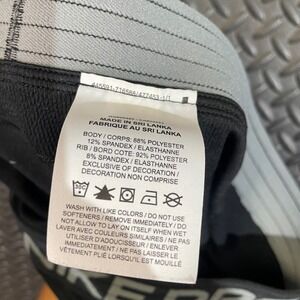 MADE IN SRI LANKA
FABRIQUE AU SRI LANKA
BODY / CORPS: 88% POLYESTER
12% SPANDEX / ELASTHANNE
RIB / BORD COTE: 92% POLYESTER
8% SPANDEX / ELASTHANNE
EXCLUSIVE OF DECORATION /
DECORATION NON COMPRISE
WASH WITH LIKE COLORS / DO NOT USE
SOFTENERS / REMOVE IMMEDIATELY / DO
NOT ALLOW TO LAY ON ITSELF WHEN WET
LAVER AVEC COULEURS SIMILAIRES / NE PAS
UTILISER D'ADOUCISSEUR / ENLEVER
IMMÉDIATEMENT / NE PAS LAISSER LE
VÊTEMENT PLIÉ LORSQU'IL EST MOUILLÉ